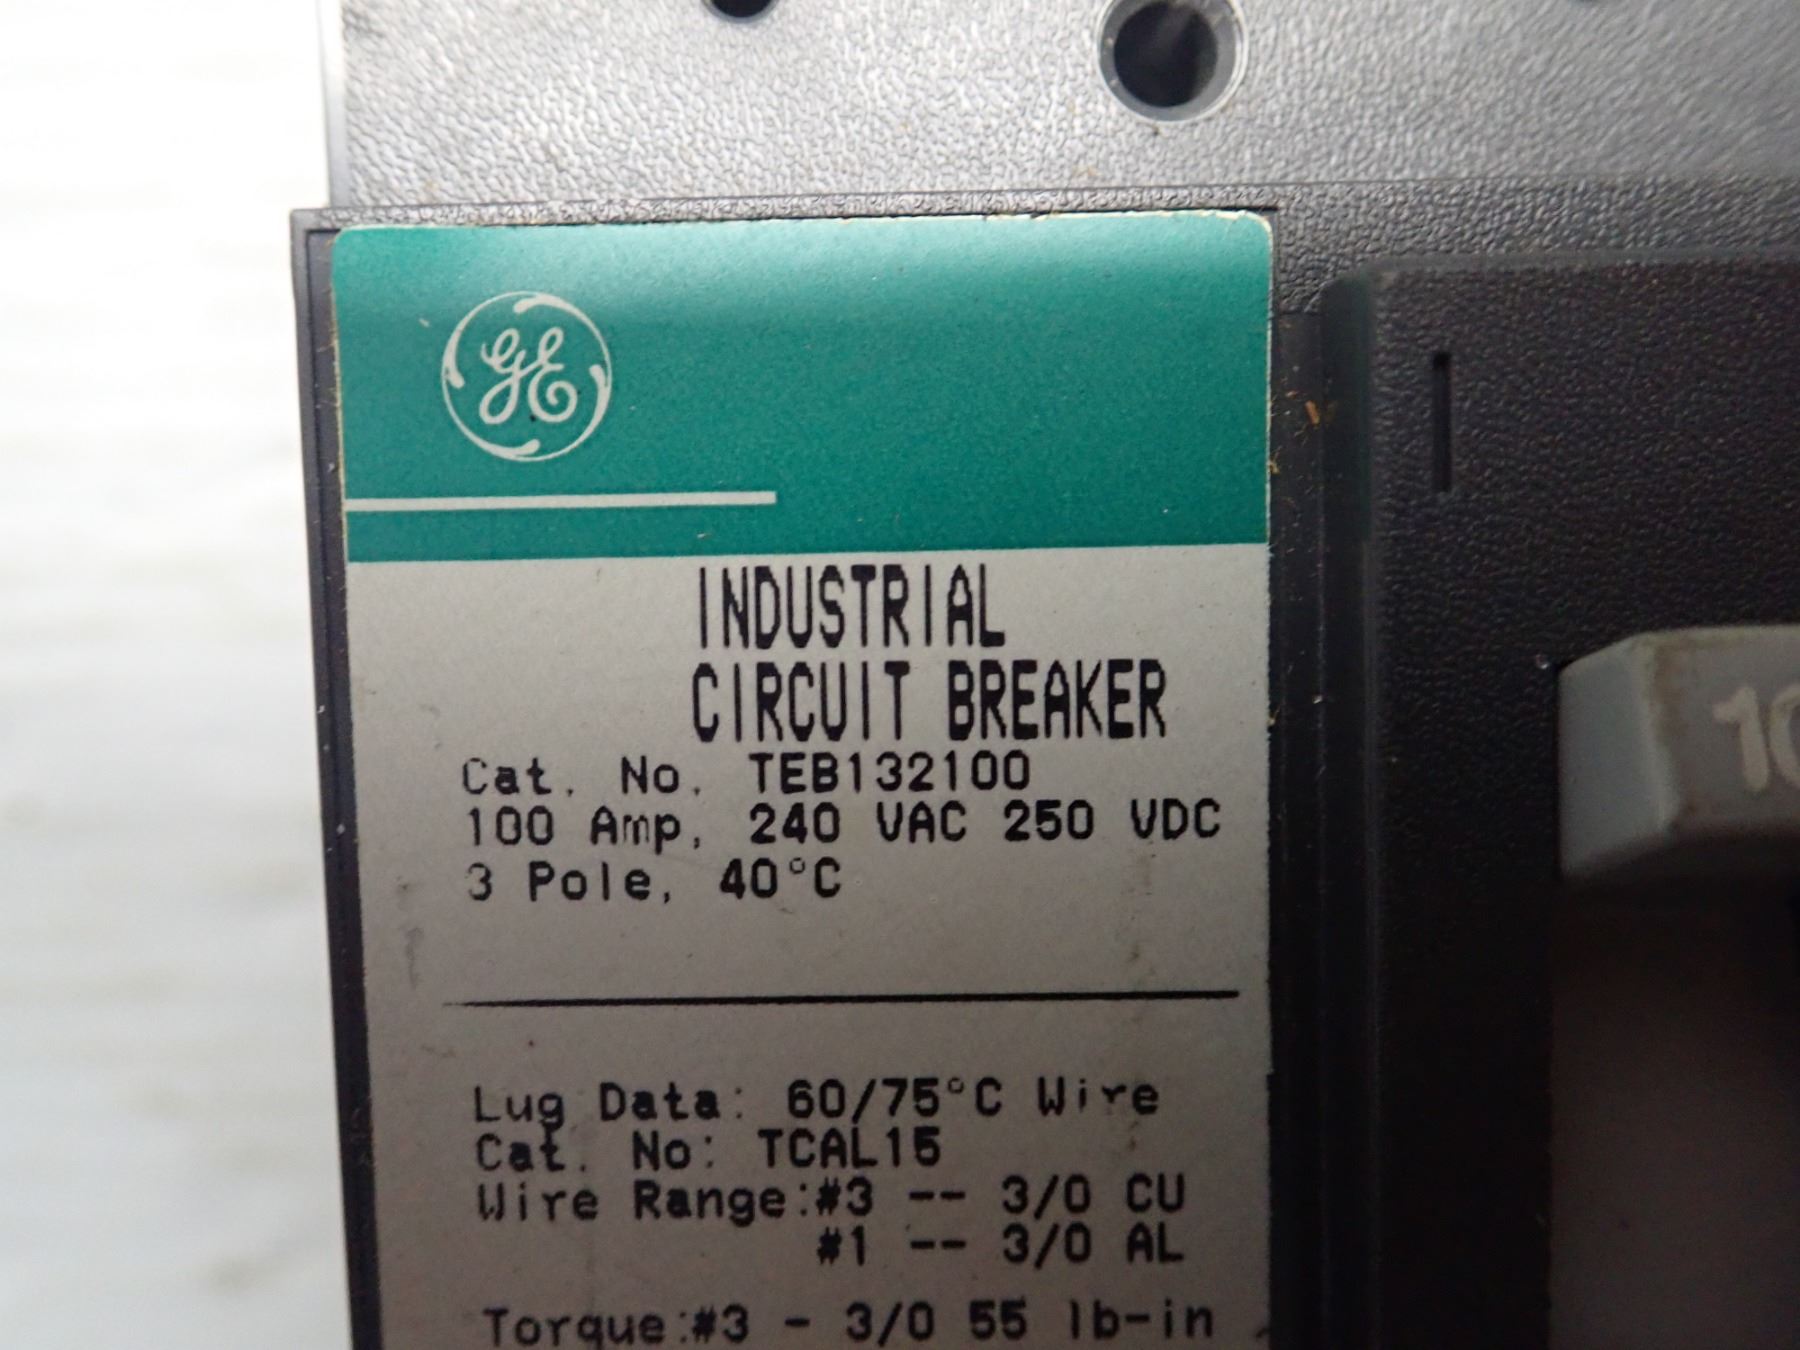 GE
INDUSTRIAL
CIRCUIT BREAKER
Cat. No. TEB132100
100 Amp, 240 VAC 250 VDC
3 Pole, 40°C
Lug Data: 60/75°C Wire
Cat. No: TCAL15
Wire Range:#3 -- 3/0 CU
#1 -- 3/0 AL
Torque:#3 - 3/0 55 lb-in
10